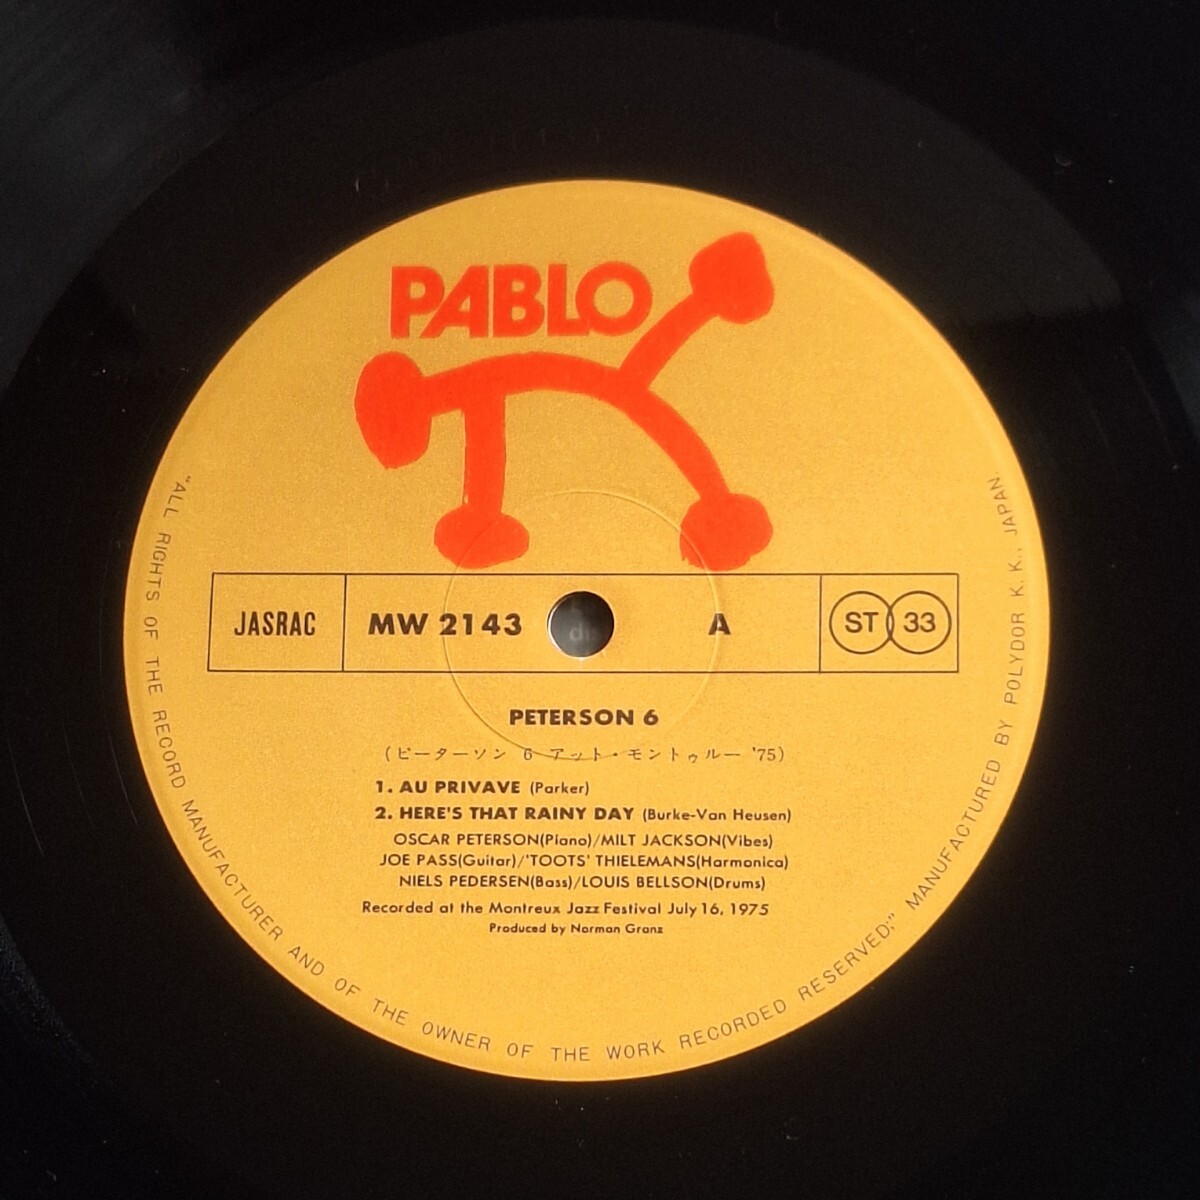 PABLO
JASRAC
MW 2143
A
ST
33
PETERSON 6
(ピーターソン 6 アット・モントゥルー '75)
1. AU PRIVAVE (Parker)
2. HERE'S THAT RAINY DAY (Burke-Van Heusen)
OSCAR PETERSON(Piano)/MILT JACKSON(Vibes)
JOE PASS(Guitar)/'TOOTS' THIELEMANS(Harmonica)
NIELS PEDERSEN(Bass)/LOUIS BELLSON(Drums)
Recorded at the Montreux Jazz Festival July 16, 1975
Produced by Norman Granz
"ALL RIGHTS OF THE RECORD MANUFACTURER AND OF THE OWNER OF THE WORK RECORDED RESERVED;" MANUFACTURED BY POLYDOR K.K., JAPAN.